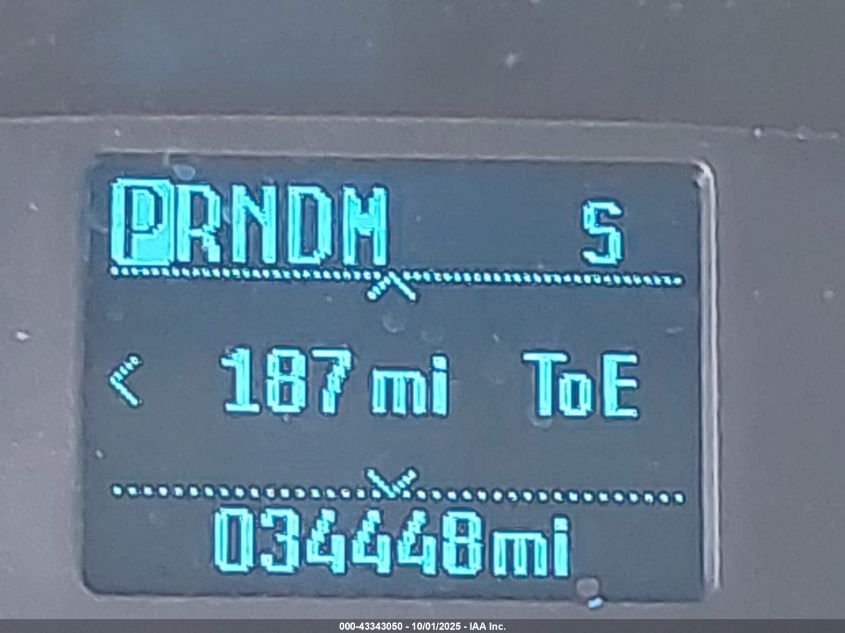 PRNDM S
< 187 mi ToE
034448mi
000-43343050 - 10/01/2025 - IAA Inc.